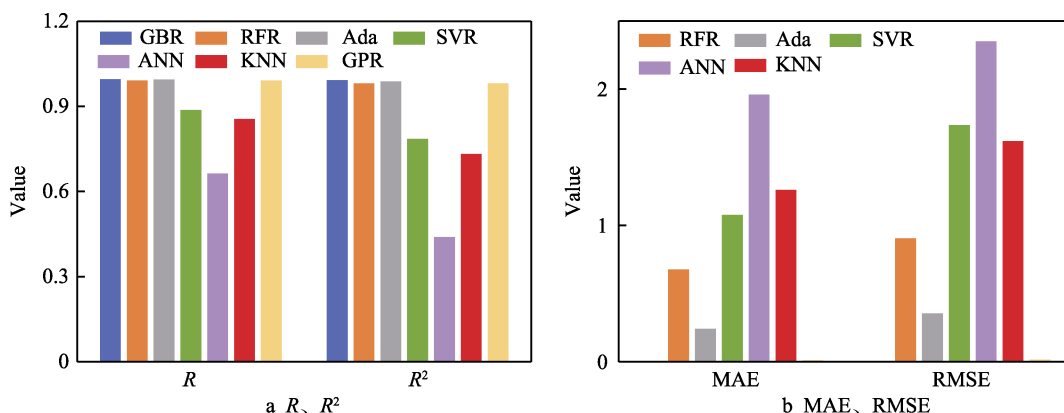 1.2
0.9
0.6
0.3
0
Value
GBR RFR Ada SVR
ANN KNN GPR
R R²
a R、R²
2
1
0
Value
RFR Ada SVR
ANN KNN
MAE RMSE
b MAE、RMSE